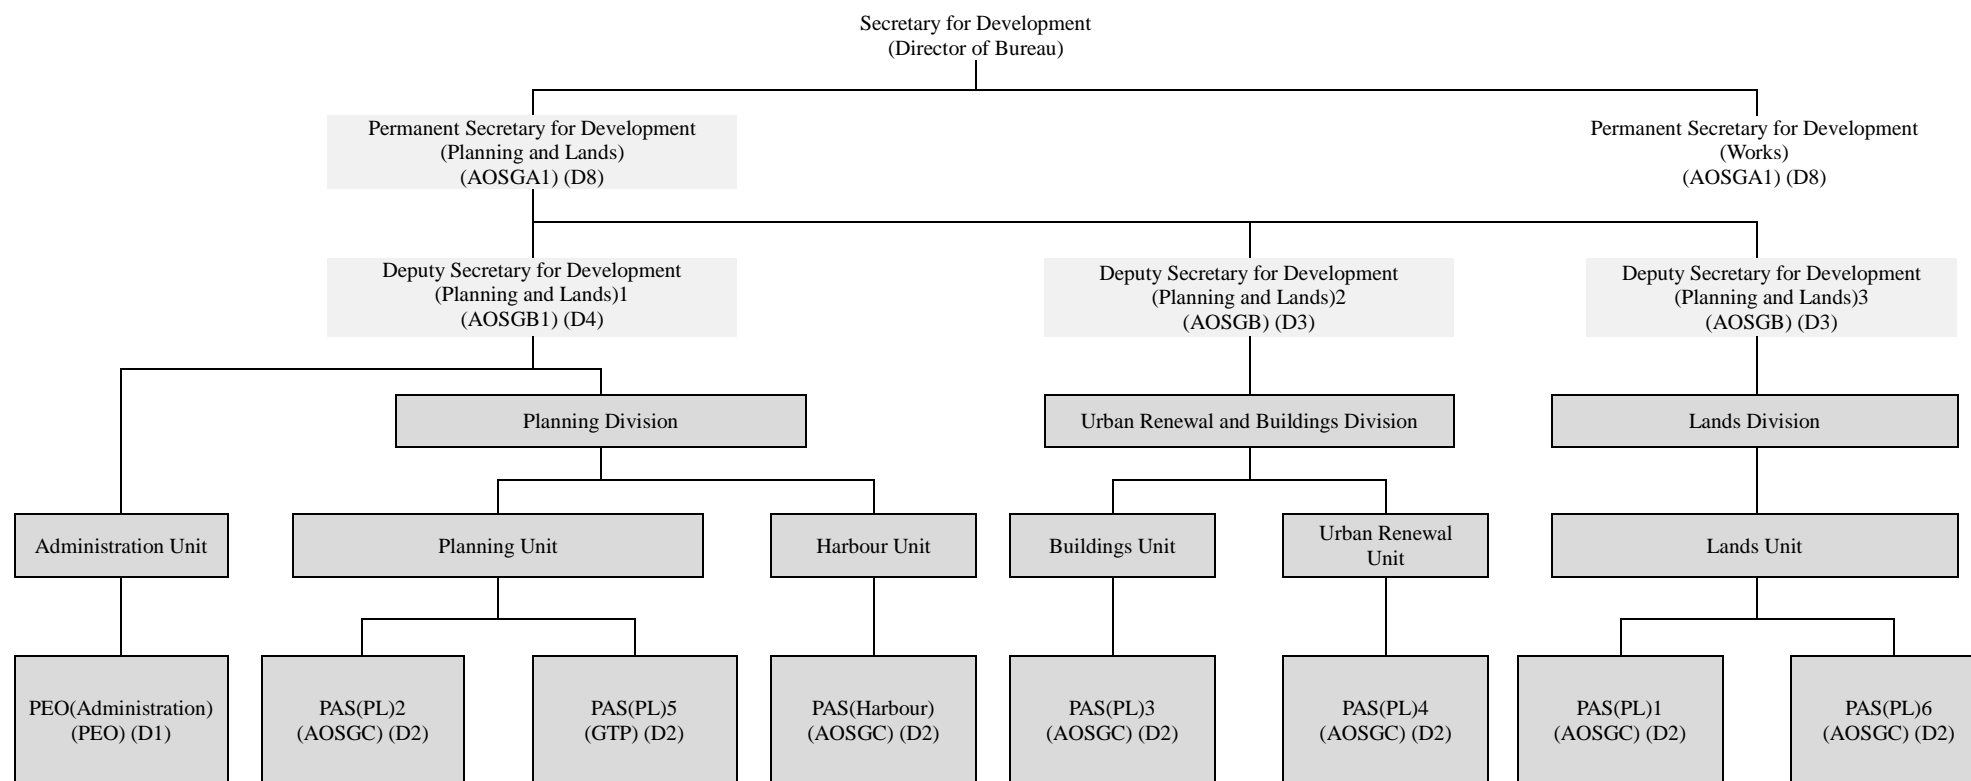 Secretary for Development
(Director of Bureau)
Permanent Secretary for Development
(Planning and Lands)
(AOSGA1) (D8)
Permanent Secretary for Development
(Works)
(AOSGA1) (D8)
Deputy Secretary for Development
(Planning and Lands)1
(AOSGB1) (D4)
Deputy Secretary for Development
(Planning and Lands)2
(AOSGB) (D3)
Deputy Secretary for Development
(Planning and Lands)3
(AOSGB) (D3)
Planning Division
Urban Renewal and Buildings Division
Lands Division
Administration Unit
Planning Unit
Harbour Unit
Buildings Unit
Urban Renewal
Unit
Lands Unit
PEO(Administration)
(PEO) (D1)
PAS(PL)2
(AOSGC) (D2)
PAS(PL)5
(GTP) (D2)
PAS(Harbour)
(AOSGC) (D2)
PAS(PL)3
(AOSGC) (D2)
PAS(PL)4
(AOSGC) (D2)
PAS(PL)1
(AOSGC) (D2)
PAS(PL)6
(AOSGC) (D2)